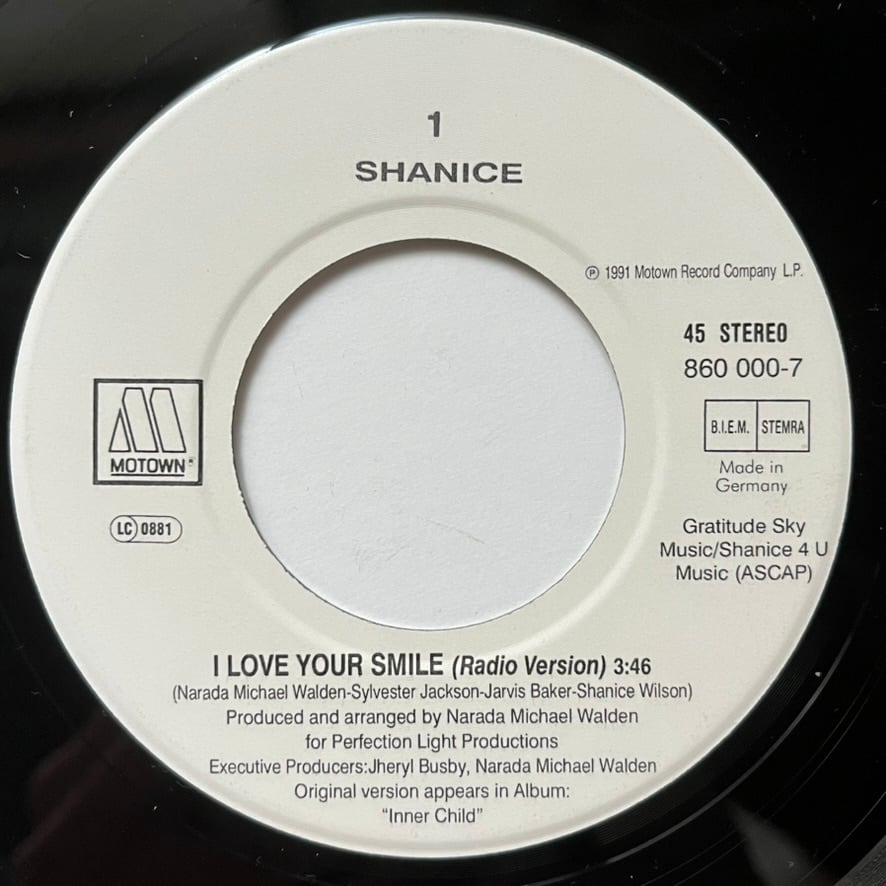 1
SHANICE
℗ 1991 Motown Record Company L.P.
45 STEREO
860 000-7
B.I.E.M. STEMRA
Made in
Germany
MOTOWN®
LC 0881
Gratitude Sky
Music/Shanice 4 U
Music (ASCAP)
I LOVE YOUR SMILE (Radio Version) 3:46
(Narada Michael Walden-Sylvester Jackson-Jarvis Baker-Shanice Wilson)
Produced and arranged by Narada Michael Walden
for Perfection Light Productions
Executive Producers:Jheryl Busby, Narada Michael Walden
Original version appears in Album:
“Inner Child”